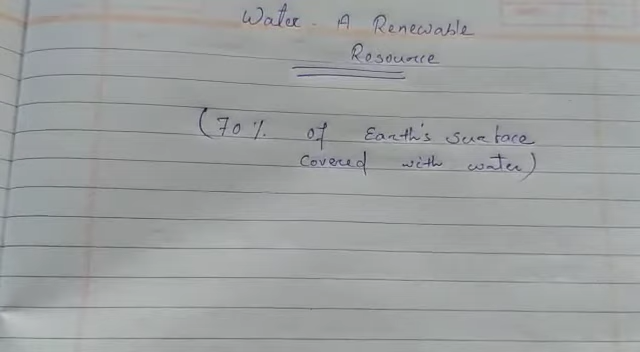 Water - A Renewable
Resource
(70% of Earth's surface
covered with water)